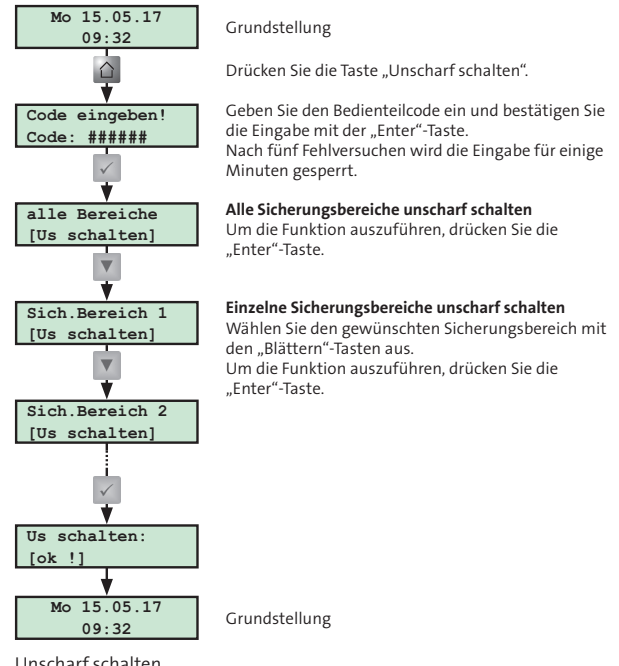 Mo 15.05.17
09:32
Grundstellung
Drücken Sie die Taste „Unscharf schalten“.
Code eingeben!
Code: ######
Geben Sie den Bedienteilcode ein und bestätigen Sie
die Eingabe mit der „Enter“-Taste.
Nach fünf Fehlversuchen wird die Eingabe für einige
Minuten gesperrt.
alle Bereiche
[Us schalten]
Alle Sicherungsbereiche unscharf schalten
Um die Funktion auszuführen, drücken Sie die
„Enter“-Taste.
Sich.Bereich 1
[Us schalten]
Einzelne Sicherungsbereiche unscharf schalten
Wählen Sie den gewünschten Sicherungsbereich mit
den „Blättern“-Tasten aus.
Um die Funktion auszuführen, drücken Sie die
„Enter“-Taste.
Sich.Bereich 2
[Us schalten]
Us schalten:
[ok !]
Mo 15.05.17
09:32
Grundstellung
Unscharf schalten